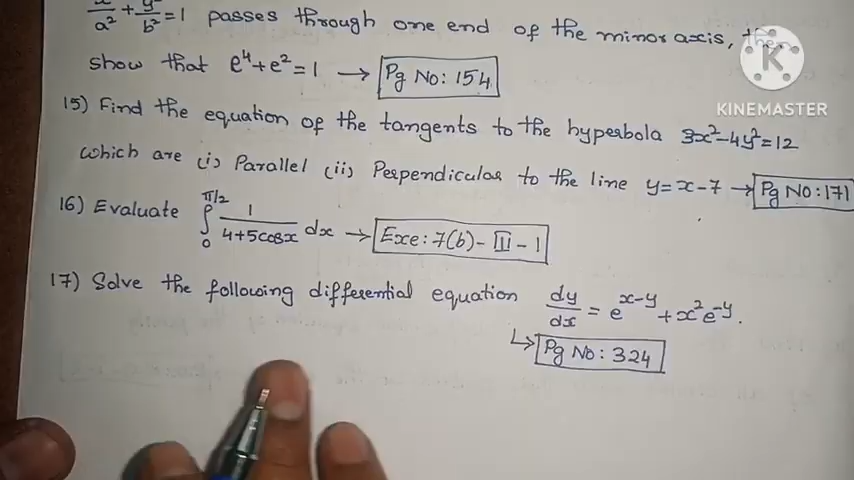 x²/a² + y²/b² = 1 passes through one end of the minor axis, then
show that e⁴+e²=1 → Pg No: 154
KINEMASTER
15) Find the equation of the tangents to the hyperbola 3x²-4y²=12
which are (i) Parallel (ii) Perpendicular to the line y=x-7 → Pg No: 171
16) Evaluate ∫₀^π/2 1/(4+5cosx) dx → Exe: 7(b) - II - 1
17) Solve the following differential equation dy/dx = e^x-y + x²e^-y.
↳ Pg No: 324